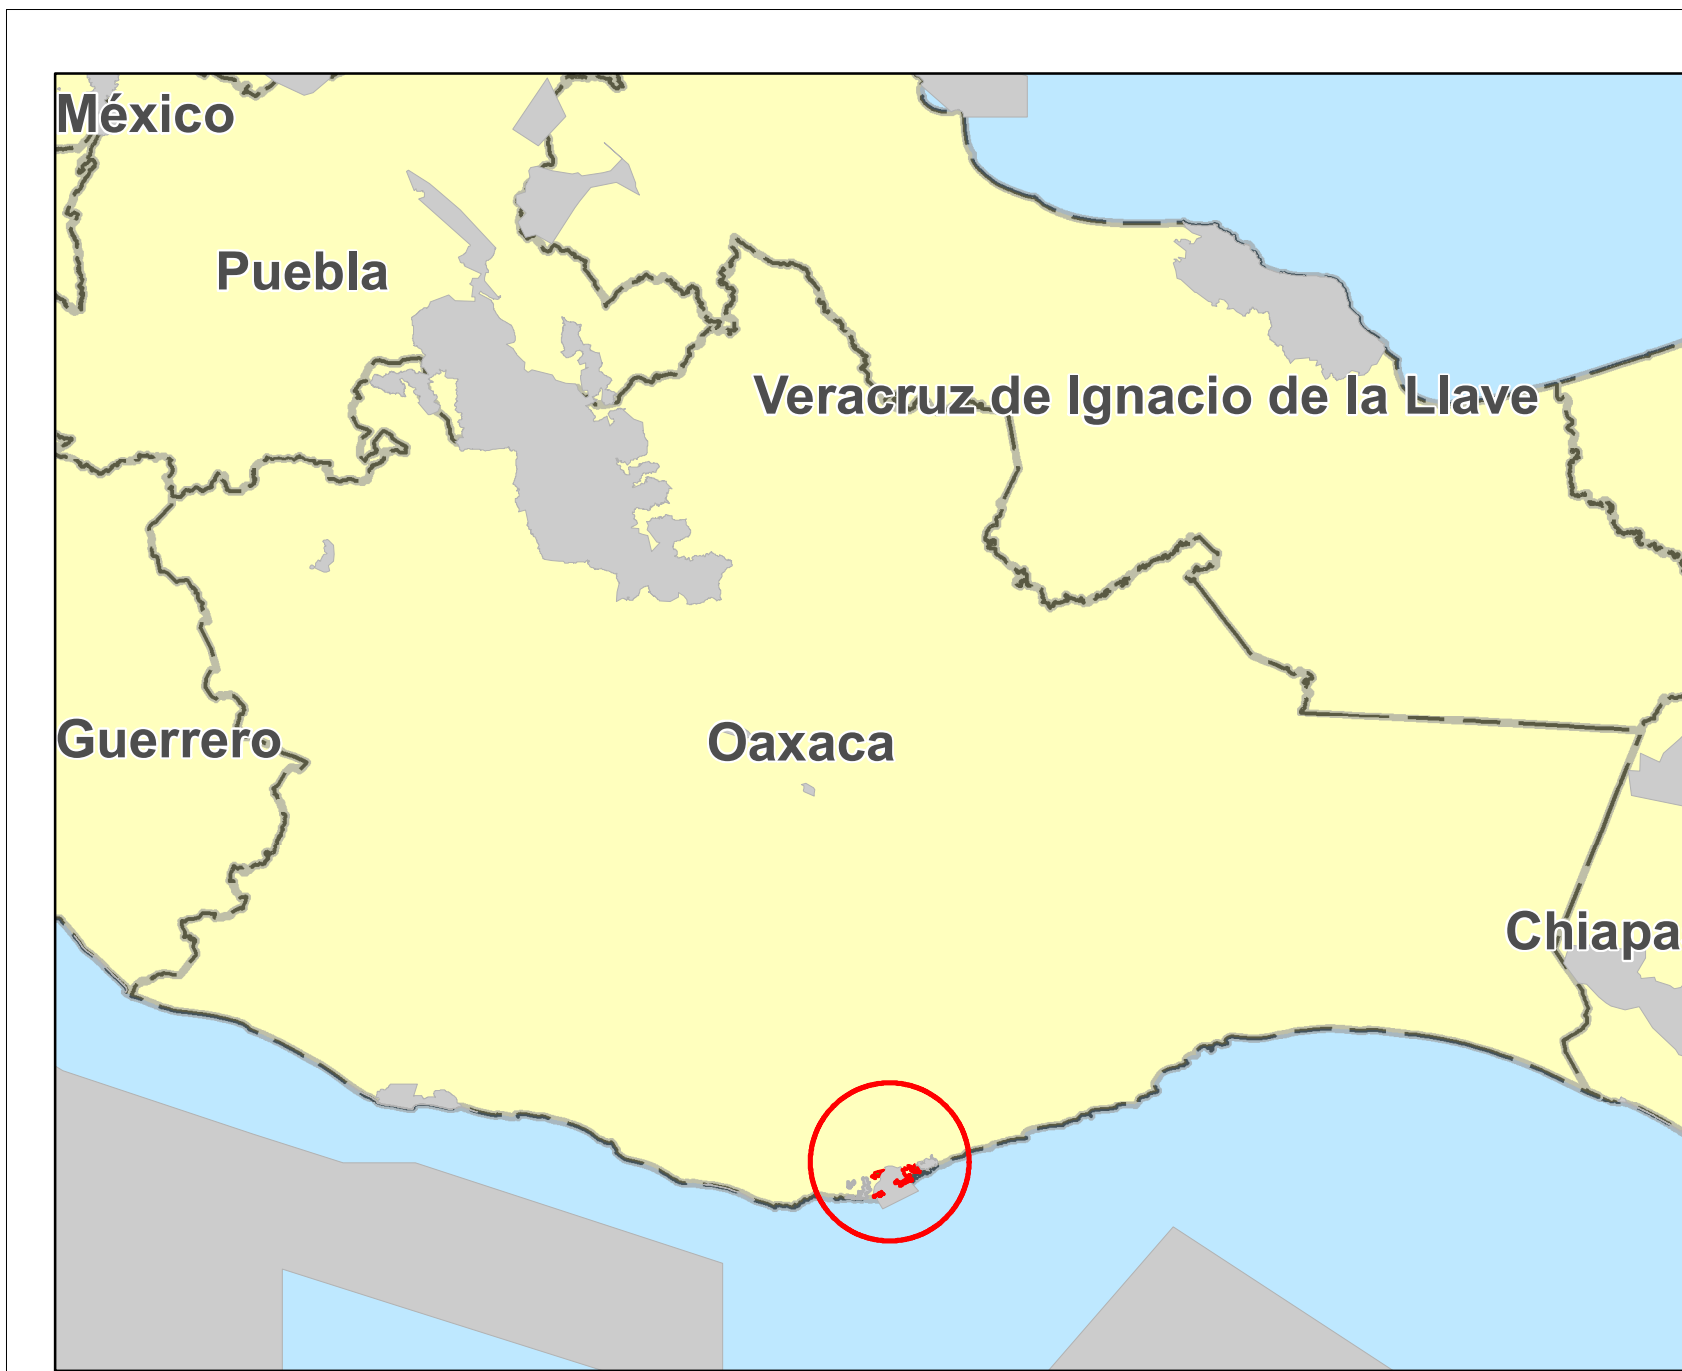 México
Puebla
Veracruz de Ignacio de la Llave
Guerrero
Oaxaca
Chiapa